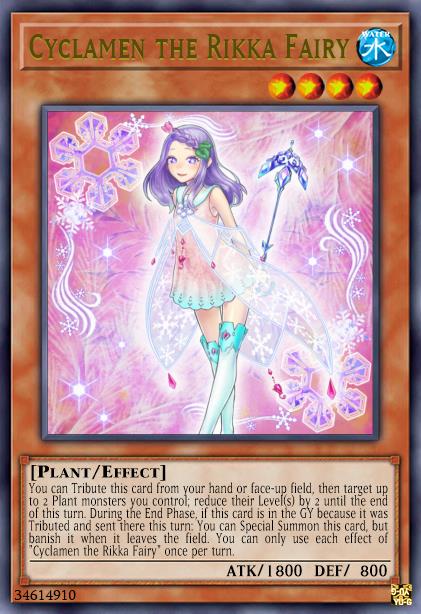 CYCLAMEN THE RIKKA FAIRY
WATER
水
[PLANT/EFFECT]
You can Tribute this card from your hand or face-up field, then target up
to 2 Plant monsters you control; reduce their Level(s) by 2 until the end
of this turn. During the End Phase, if this card is in the GY because it was
Tributed and sent there this turn: You can Special Summon this card, but
banish it when it leaves the field. You can only use each effect of
"Cyclamen the Rikka Fairy" once per turn.
ATK/1800 DEF/ 800
34614910